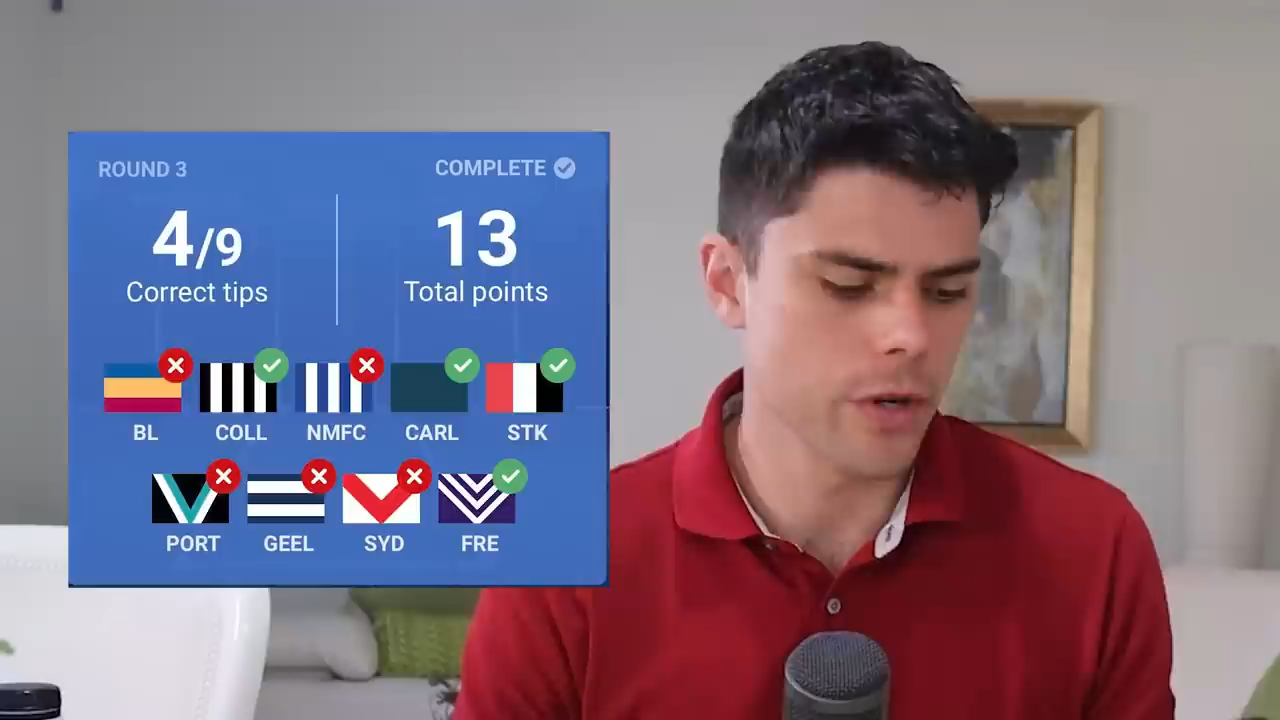 ROUND 3
COMPLETE
4/9
13
Correct tips
Total points
BL
COLL
NMFC
CARL
STK
PORT
GEEL
SYD
FRE